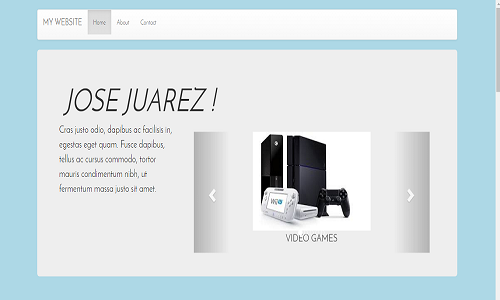 MY WEBSITE Home About Contact
JOSE JUAREZ !
Cras justo odio, dapibus ac facilisis in,
egestas eget quam. Fusce dapibus,
tellus ac cursus commodo, tortor
mauris condimentum nibh, ut
fermentum massa justo sit amet.
WiiU
VIDEO GAMES